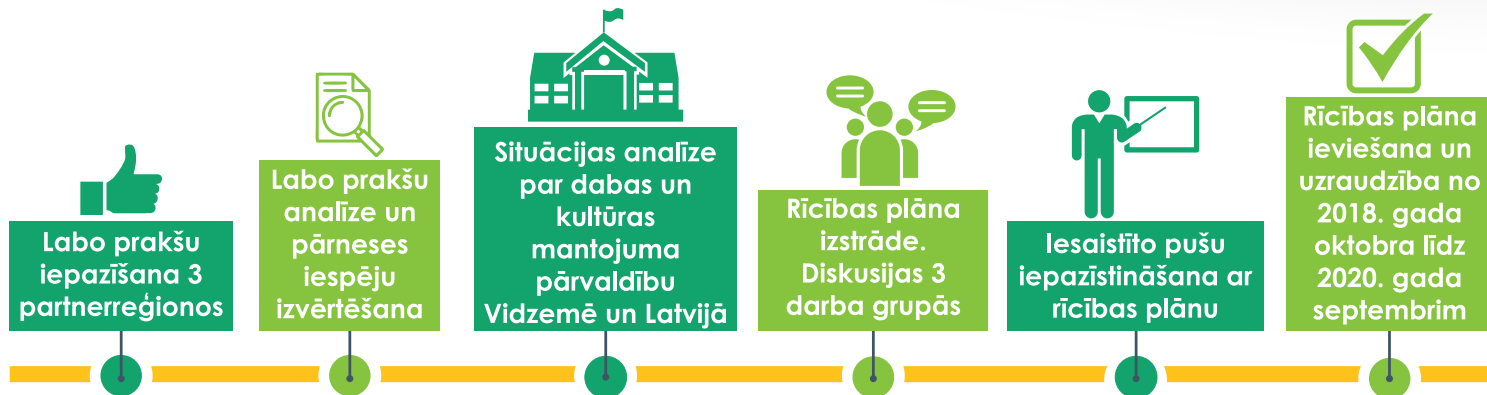 Labo prakšu
iepazīšana 3
partnerreģionos
Labo prakšu
analīze un
pārneses
iespēju
izvērtēšana
Situācijas analīze
par dabas un
kultūras
mantojuma
pārvaldību
Vidzemē un Latvijā
Rīcības plāna
izstrāde.
Diskusijas 3
darba grupās
Iesaistīto pušu
iepazīstināšana ar
rīcības plānu
Rīcības plāna
ieviešana un
uzraudzība no
2018. gada
oktobra līdz
2020. gada
septembrim